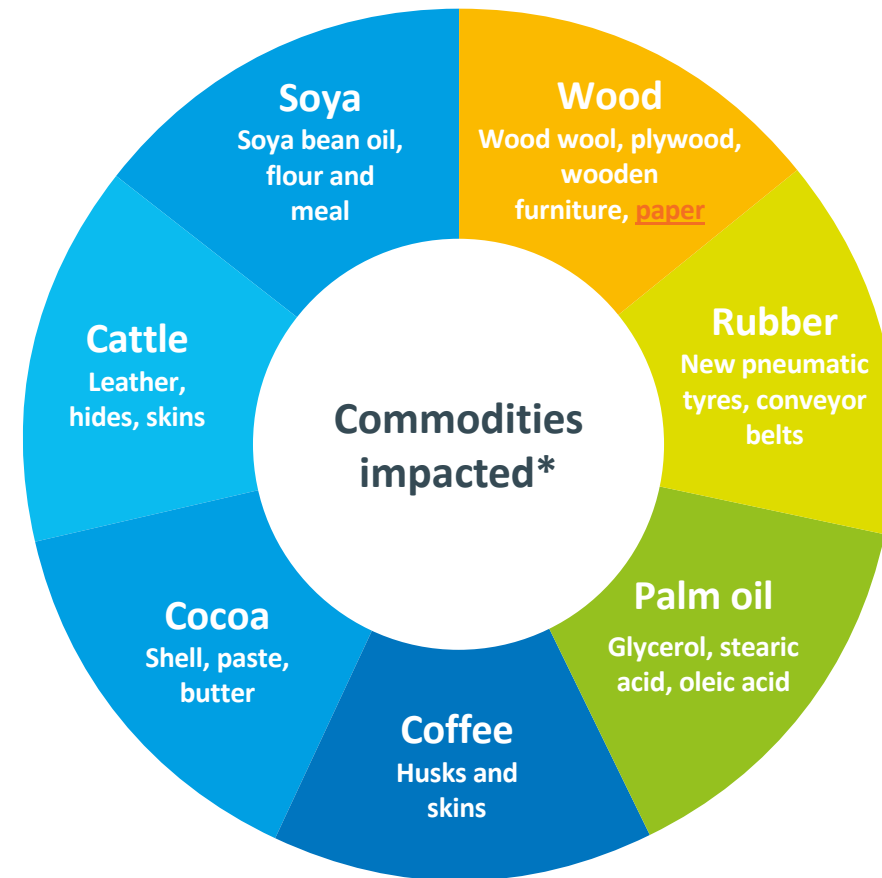 Soya
Soya bean oil,
flour and
meal
Wood
Wood wool, plywood,
wooden
furniture, paper
Rubber
New pneumatic
tyres, conveyor
belts
Palm oil
Glycerol, stearic
acid, oleic acid
Coffee
Husks and
skins
Cocoa
Shell, paste,
butter
Cattle
Leather,
hides, skins
Commodities
impacted*